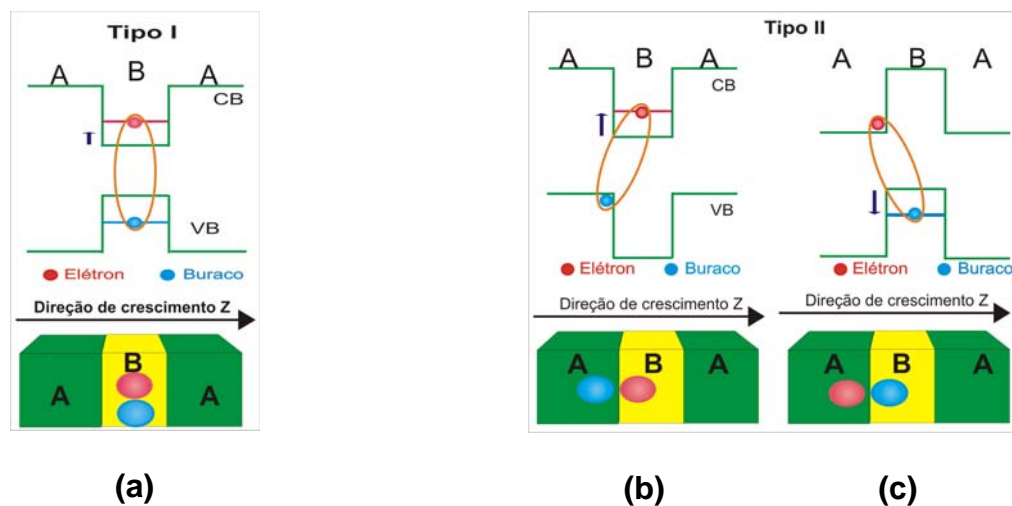 Tipo I
A B A
CB
VB
Elétron Buraco
Direção de crescimento Z
A B A
(a)
Tipo II
A B A
CB
VB
Elétron Buraco
Direção de crescimento Z
A B A
(b)
A B A
Elétron Buraco
Direção de crescimento Z
A B A
(c)